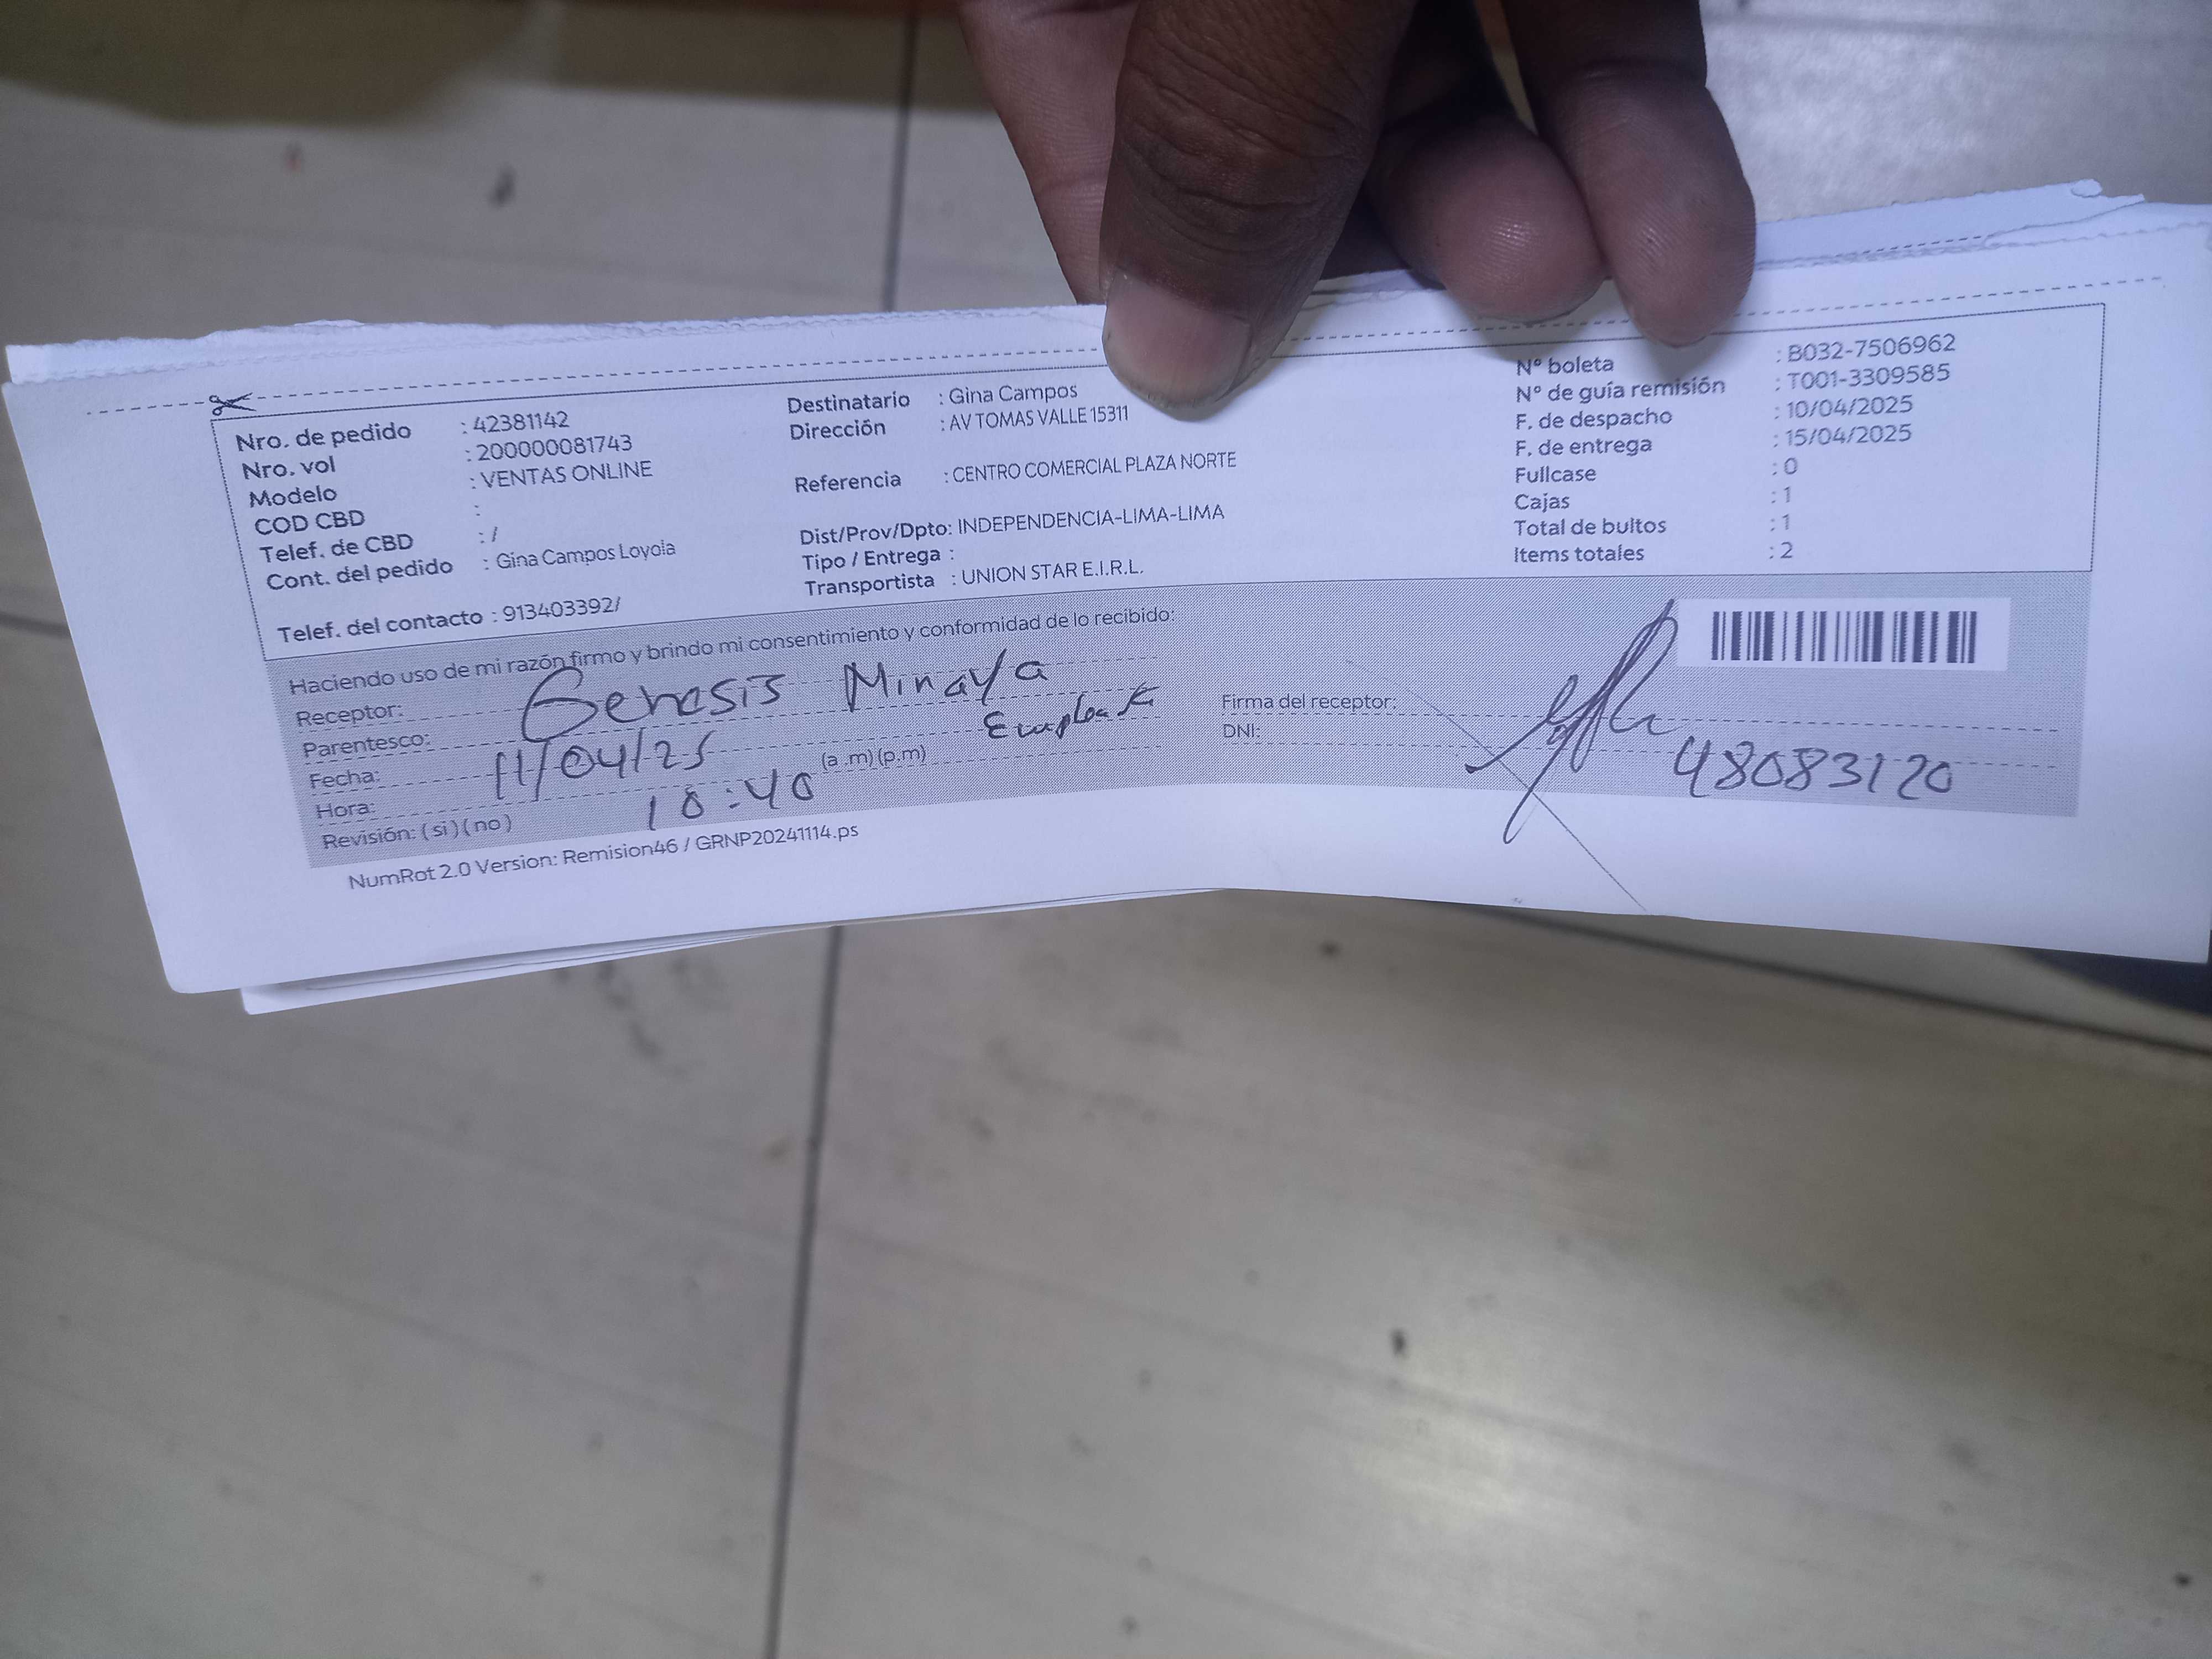 Nro. de pedido : 42381142
Nro. vol : 200000081743
Modelo : VENTAS ONLINE
COD CBD :
Telef. de CBD : /
Cont. del pedido : Gina Campos Loyola
Telef. del contacto : 913403392/
Destinatario : Gina Campos
Dirección : AV TOMAS VALLE 15311
Referencia : CENTRO COMERCIAL PLAZA NORTE
Dist/Prov/Dpto: INDEPENDENCIA-LIMA-LIMA
Tipo / Entrega :
Transportista : UNION STAR E.I.R.L.
Nº boleta : B032-7506962
Nº de guía remisión : T001-3309585
F. de despacho : 10/04/2025
F. de entrega : 15/04/2025
Fullcase : 0
Cajas : 1
Total de bultos : 1
Items totales : 2
Haciendo uso de mi razón firmo y brindo mi consentimiento y conformidad de lo recibido:
Receptor: Genesis Minaya
Parentesco:
Fecha: 11/04/25
Hora: 10:40 (a .m) (p.m)
Revisión: ( si ) ( no )
Firma del receptor:
DNI: 48083120
NumRot 2.0 Version: Remision46 / GRNP20241114.ps